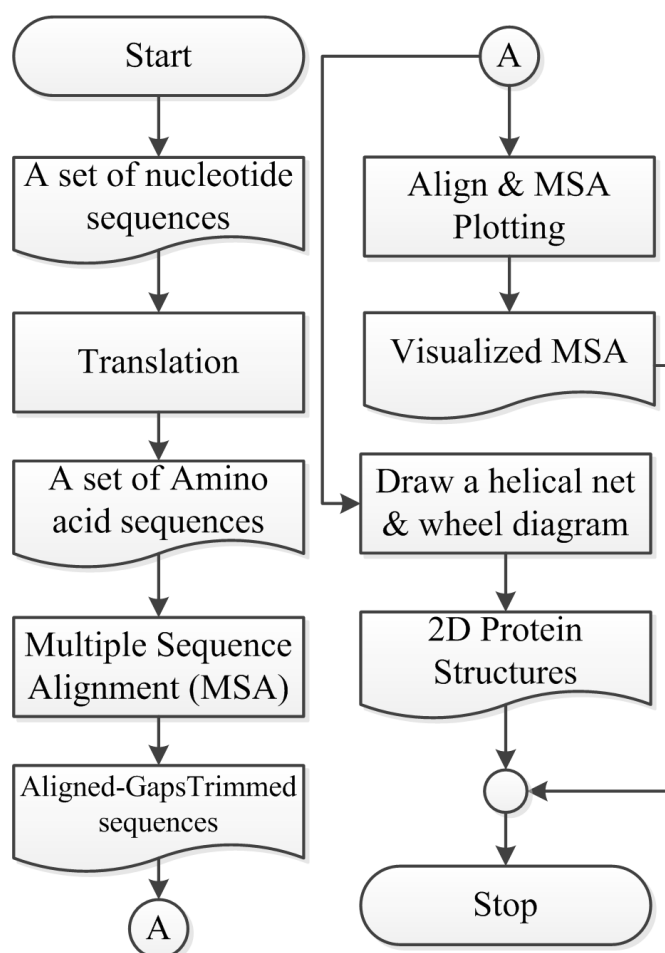 Start
A set of nucleotide
sequences
Translation
A set of Amino
acid sequences
Multiple Sequence
Alignment (MSA)
Aligned-GapsTrimmed
sequences
A
A
Align & MSA
Plotting
Visualized MSA
Draw a helical net
& wheel diagram
2D Protein
Structures
Stop